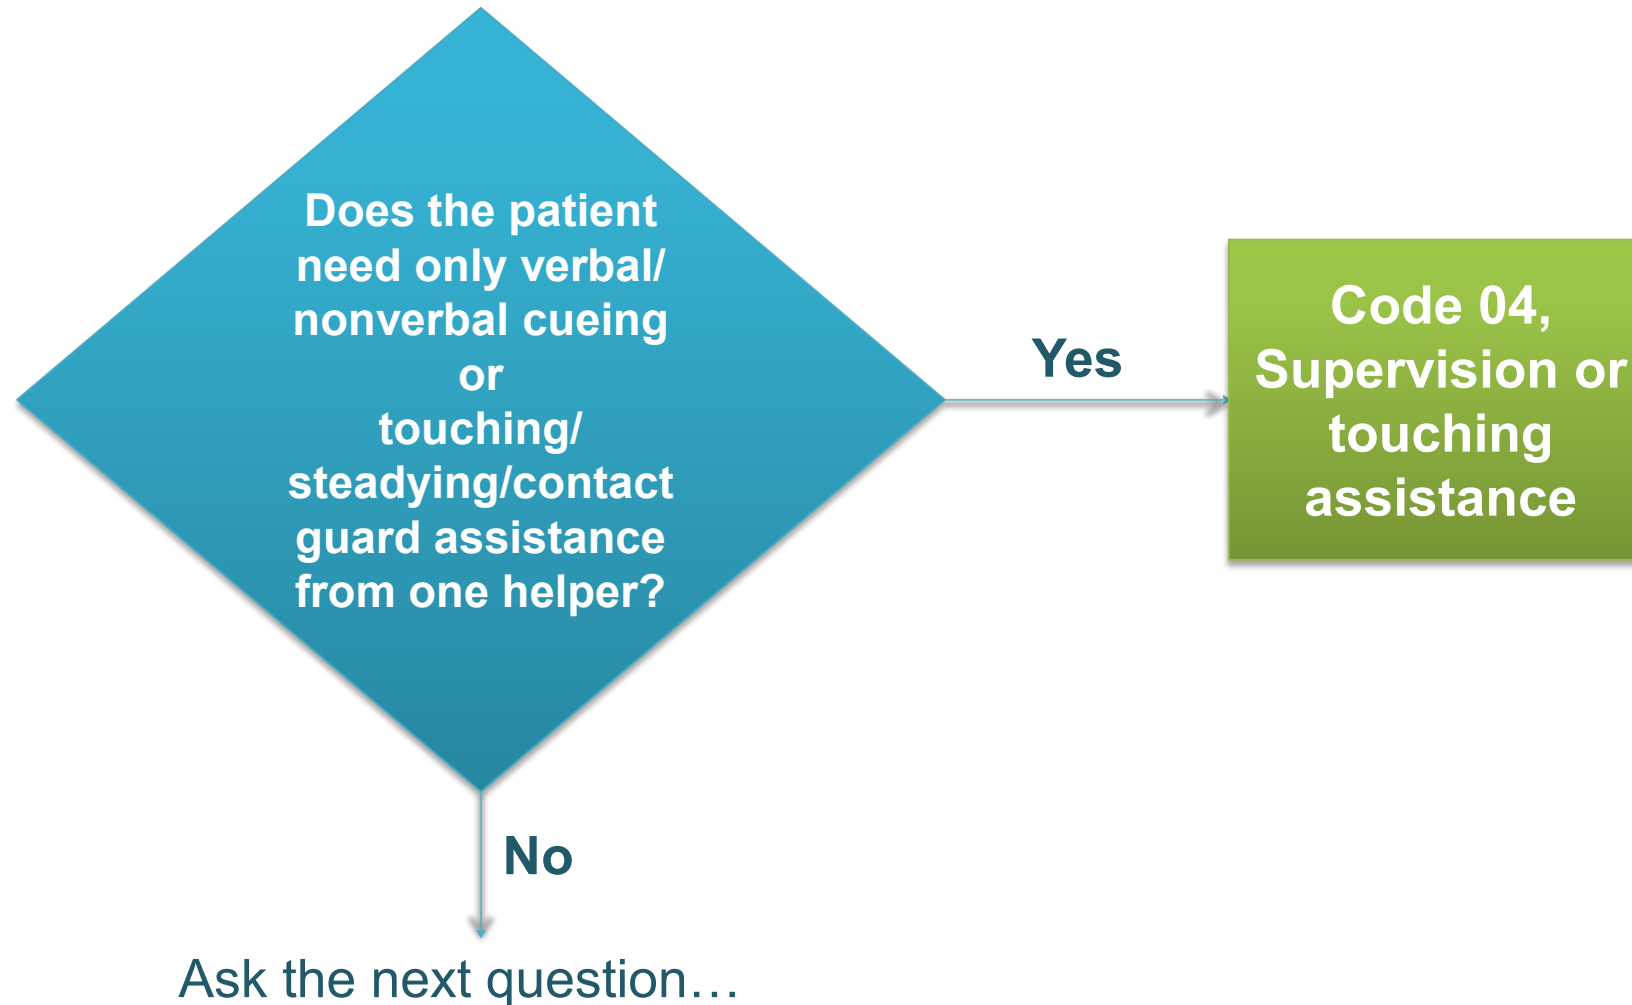 Does the patient
need only verbal/
nonverbal cueing
or
touching/
steadying/contact
guard assistance
from one helper?
Yes
Code 04,
Supervision or
touching
assistance
No
Ask the next question…